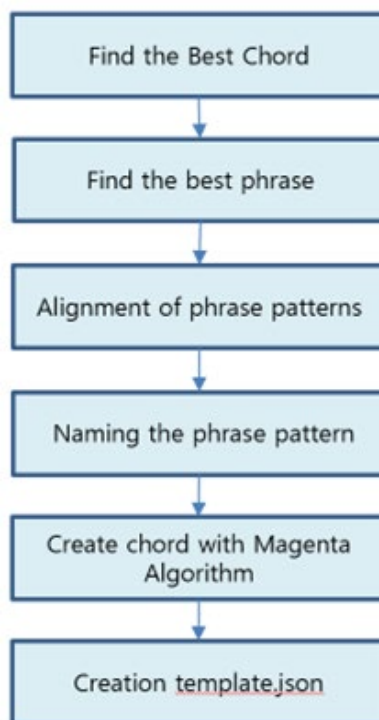 Find the Best Chord
Find the best phrase
Alignment of phrase patterns
Naming the phrase pattern
Create chord with Magenta
Algorithm
Creation template.json